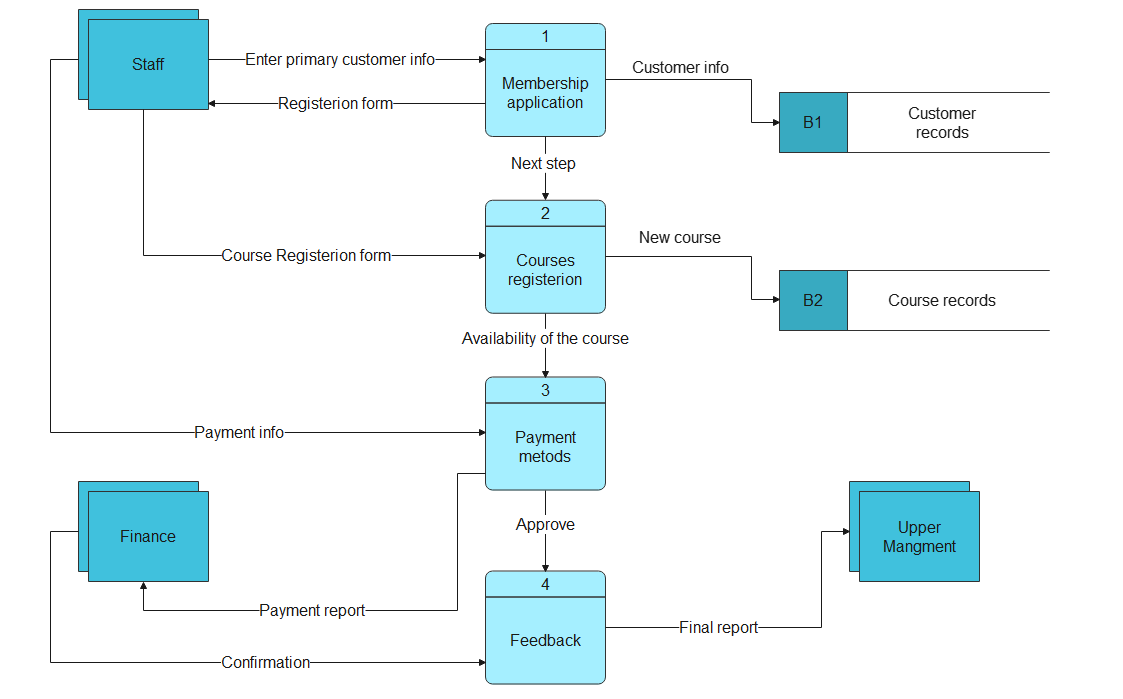 1
Staff
Enter primary customer info
Membership
application
Customer info
Registerion form
B1
Customer
records
Next step
2
Courses
registerion
New course
Course Registerion form
B2
Course records
Availability of the course
3
Payment
metods
Payment info
Finance
Approve
Upper
Mangment
4
Feedback
Payment report
Final report
Confirmation